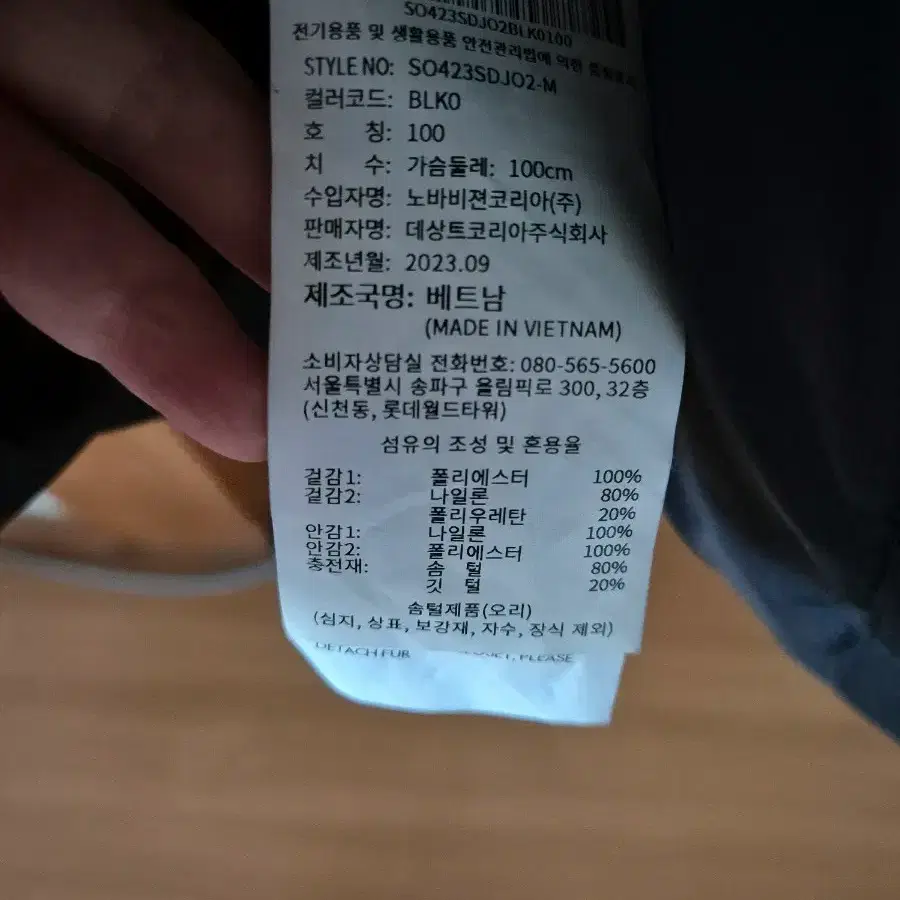 SO423SDJO2BLK0100
전기용품 및 생활용품 안전관리법에 의한 품질표시
STYLE NO: SO423SDJO2-M
컬러코드: BLK0
호 칭: 100
치 수: 가슴둘레: 100cm
수입자명: 노바비젼코리아(주)
판매자명: 데상트코리아주식회사
제조년월: 2023.09
제조국명: 베트남
(MADE IN VIETNAM)
소비자상담실 전화번호: 080-565-5600
서울특별시 송파구 올림픽로 300, 32층
(신천동, 롯데월드타워)
섬유의 조성 및 혼용율
겉감1: 폴리에스터 100%
겉감2: 나일론 80%
폴리우레탄 20%
안감1: 나일론 100%
안감2: 폴리에스터 100%
충전재: 솜 털 80%
깃 털 20%
솜털제품(오리)
(심지, 상표, 보강재, 자수, 장식 제외)
DETACH FUR PLEASE